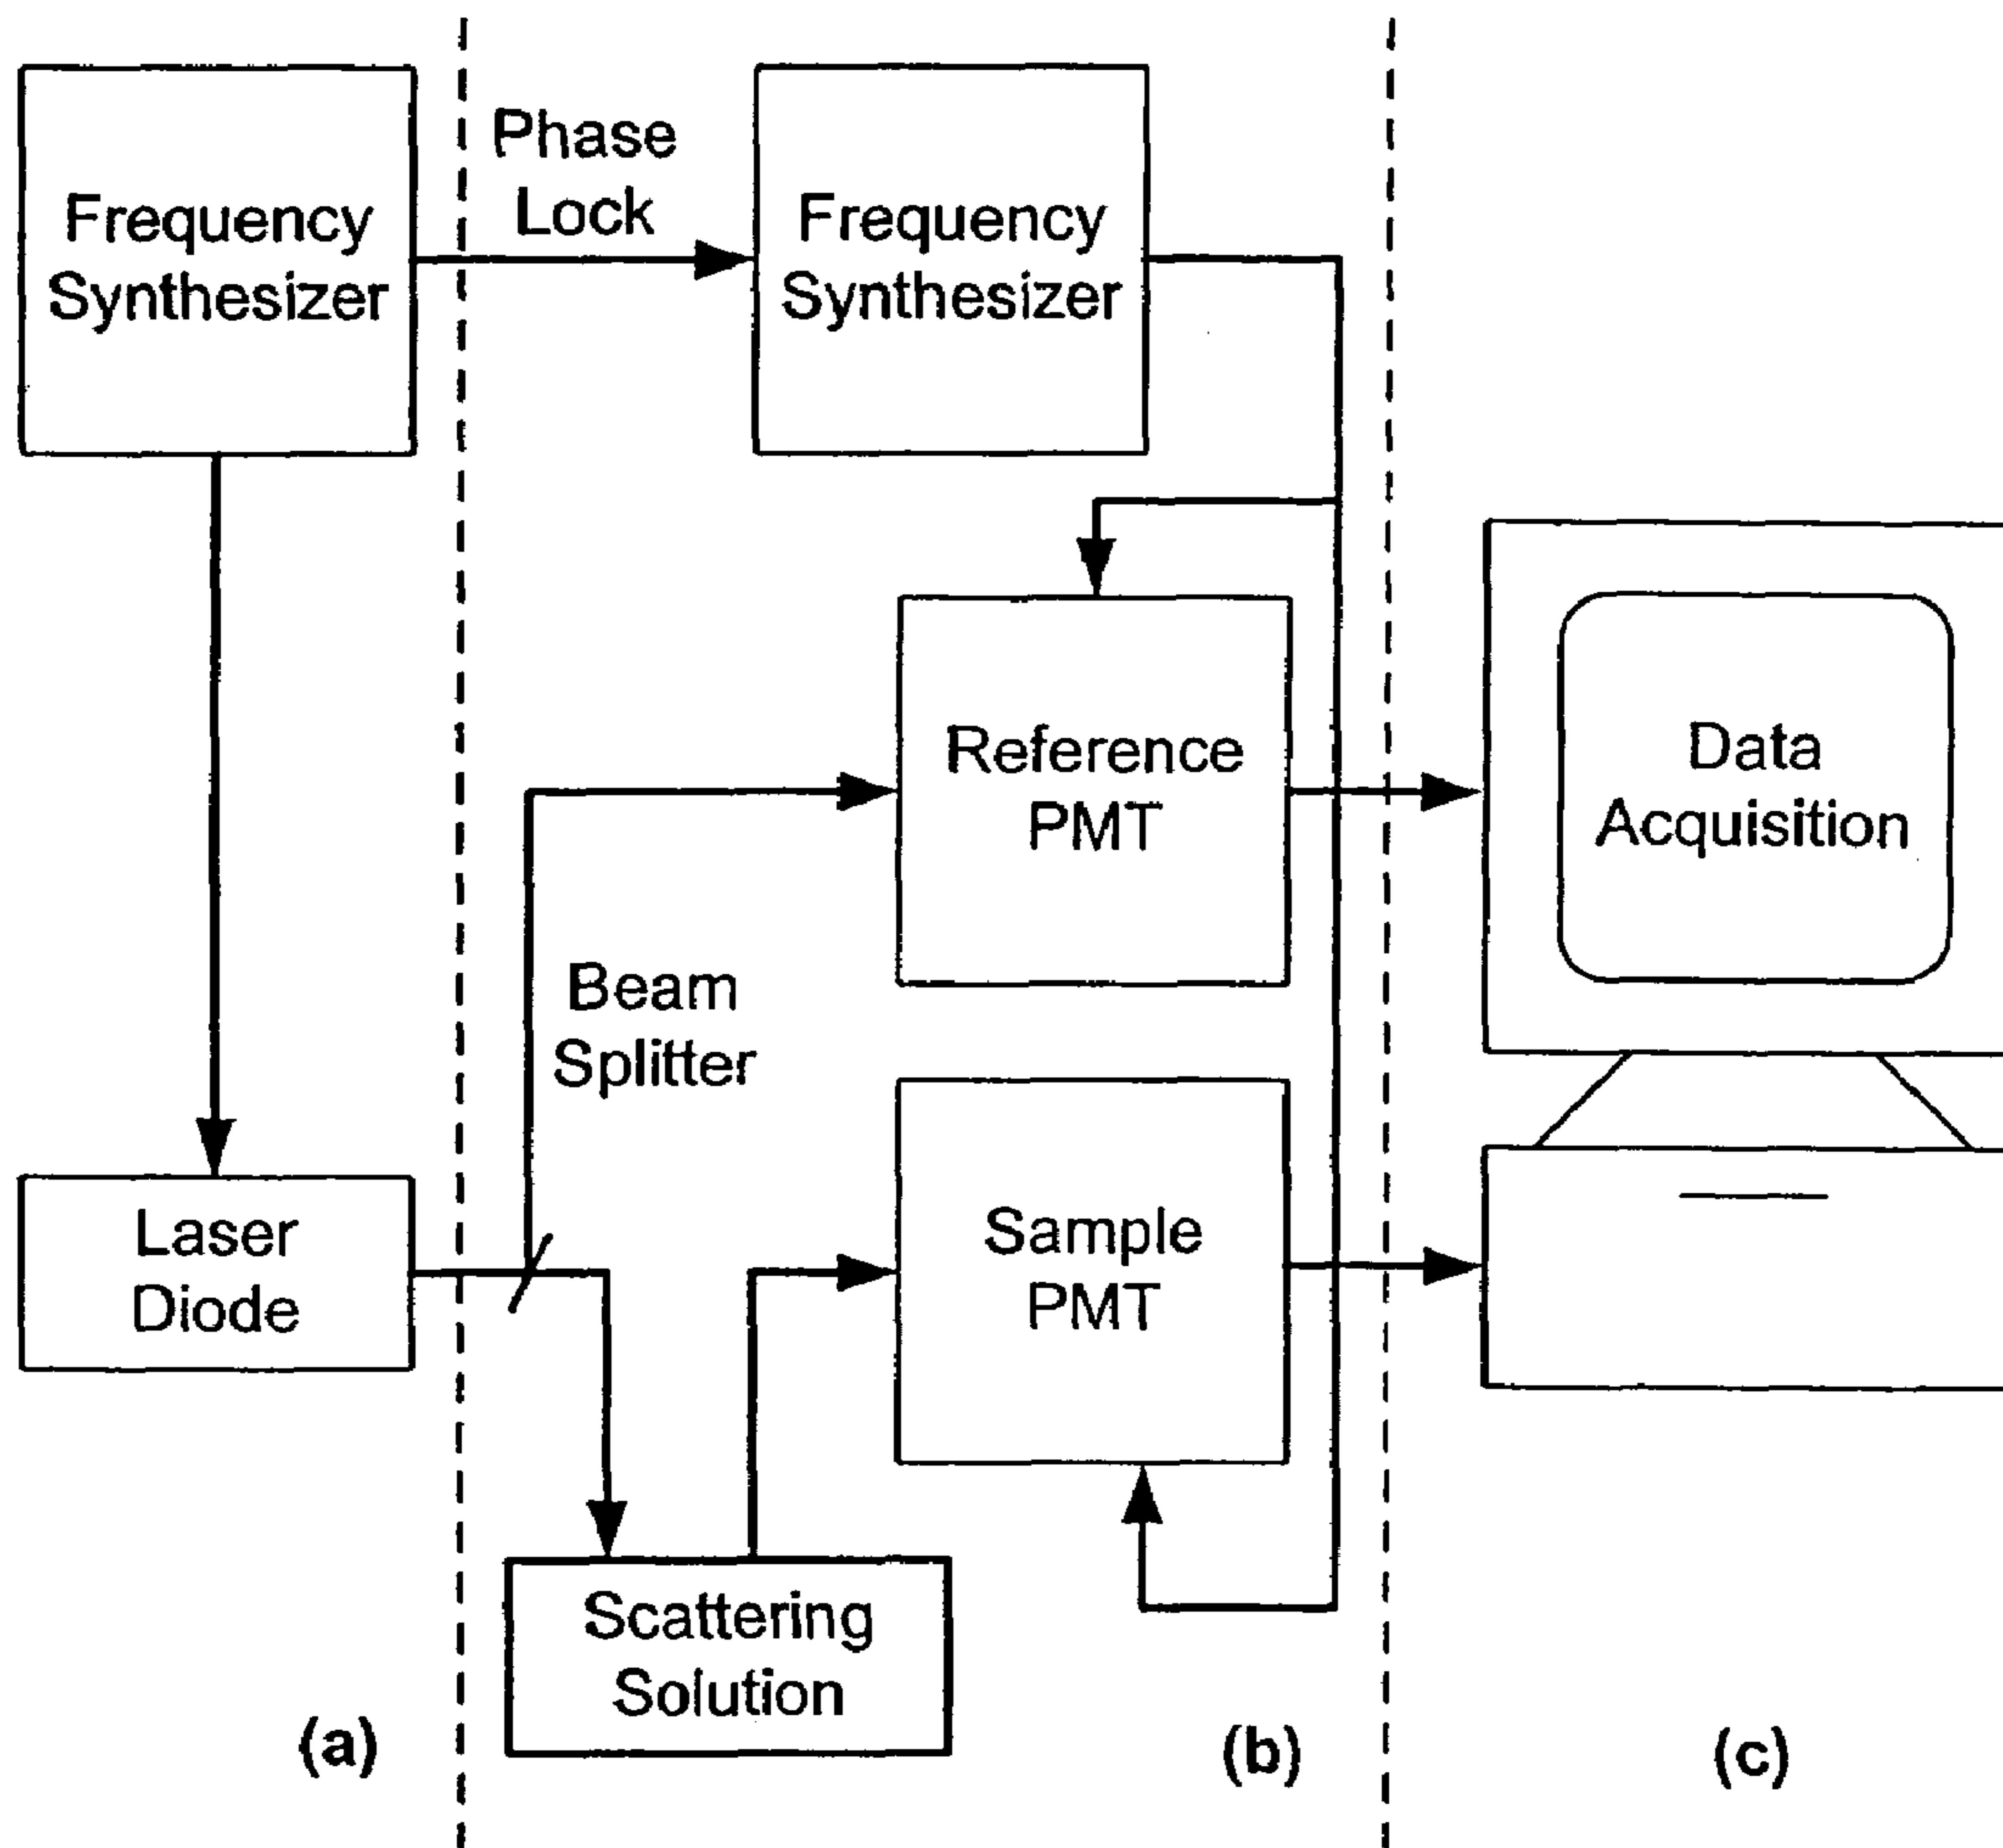 Frequency
Synthesizer
Phase
Lock
Frequency
Synthesizer
Reference
PMT
Data
Acquisition
Beam
Splitter
Laser
Diode
Sample
PMT
Scattering
Solution
(a)
(b)
(c)